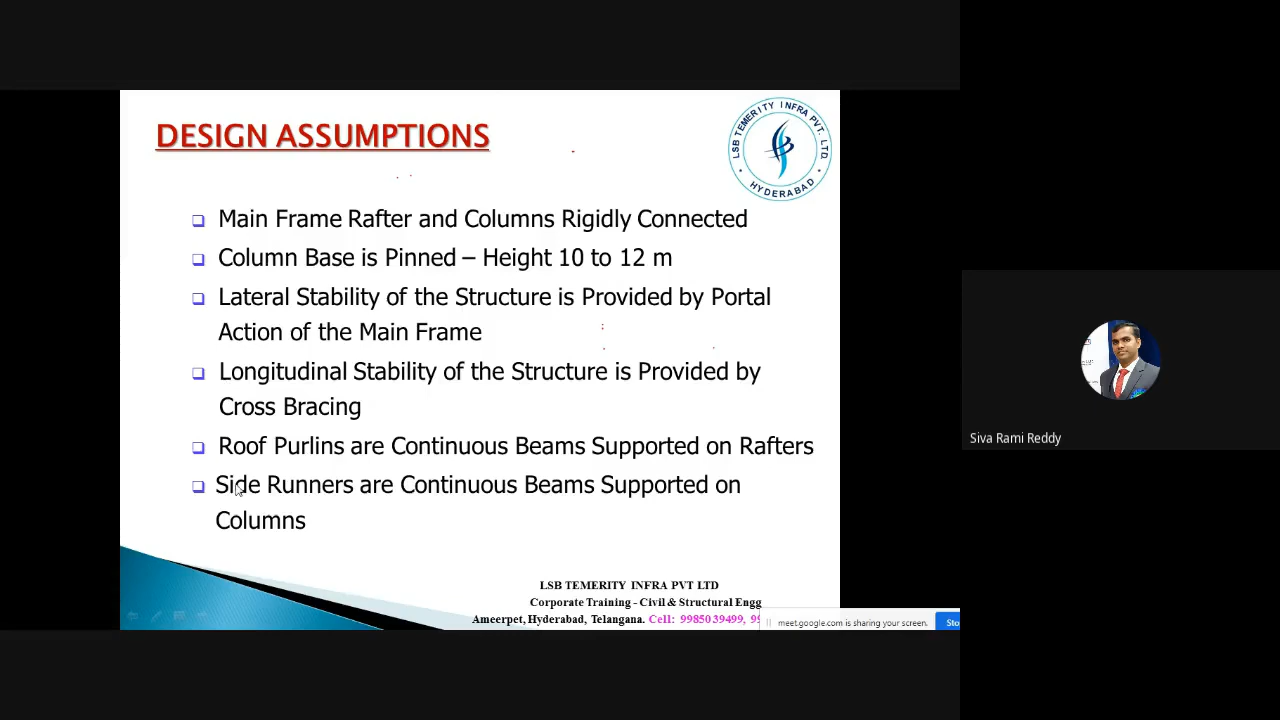 DESIGN ASSUMPTIONS
LSB TEMERITY INFRA PVT. LTD.
HYDERABAD
Main Frame Rafter and Columns Rigidly Connected
Column Base is Pinned – Height 10 to 12 m
Lateral Stability of the Structure is Provided by Portal
Action of the Main Frame
Longitudinal Stability of the Structure is Provided by
Cross Bracing
Roof Purlins are Continuous Beams Supported on Rafters
Side Runners are Continuous Beams Supported on
Columns
LSB TEMERITY INFRA PVT LTD
Corporate Training - Civil & Structural Engg
Ameerpet, Hyderabad, Telangana. Cell: 9985039499, 99
meet.google.com is sharing your screen.
Sto
Siva Rami Reddy